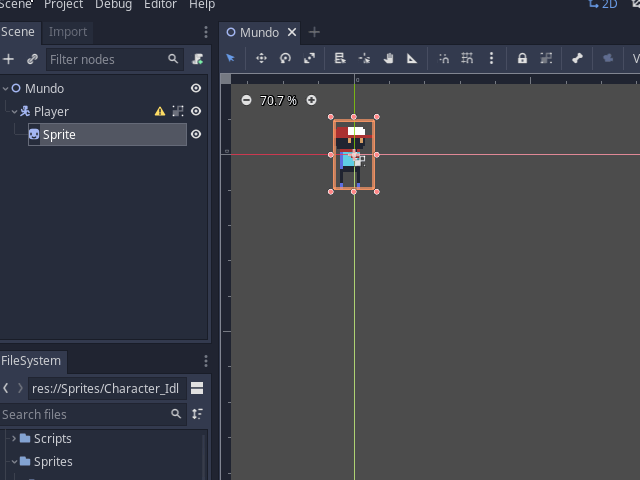 Scene Project Debug Editor Help
2D
Scene Import
Mundo
Filter nodes
Mundo
70.7 %
Player
Sprite
FileSystem
res://Sprites/Character_Idl
Search files
Scripts
Sprites